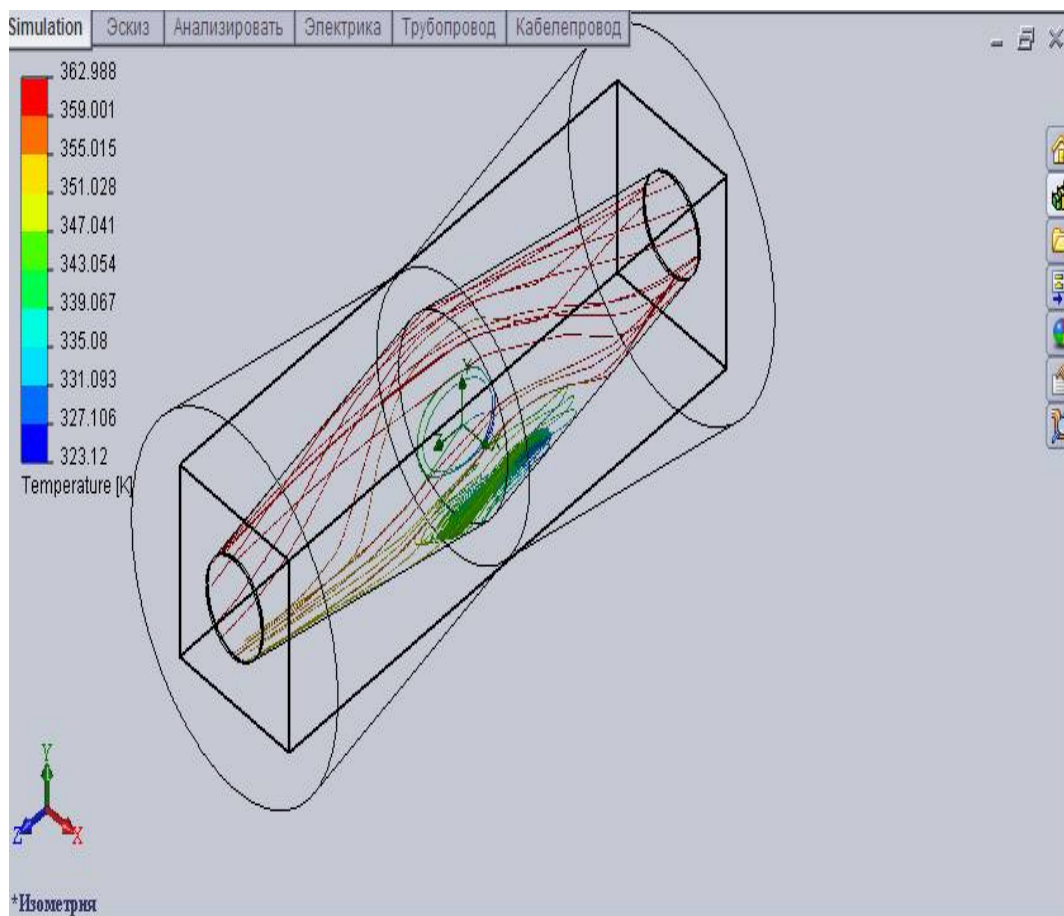 Simulation Эскиз Анализировать Электрика Трубопровод Кабелепровод
362.988
359.001
355.015
351.028
347.041
343.054
339.067
335.08
331.093
327.106
323.12
Temperature [K]
Y
X
Y
Z
X
*Изометрия